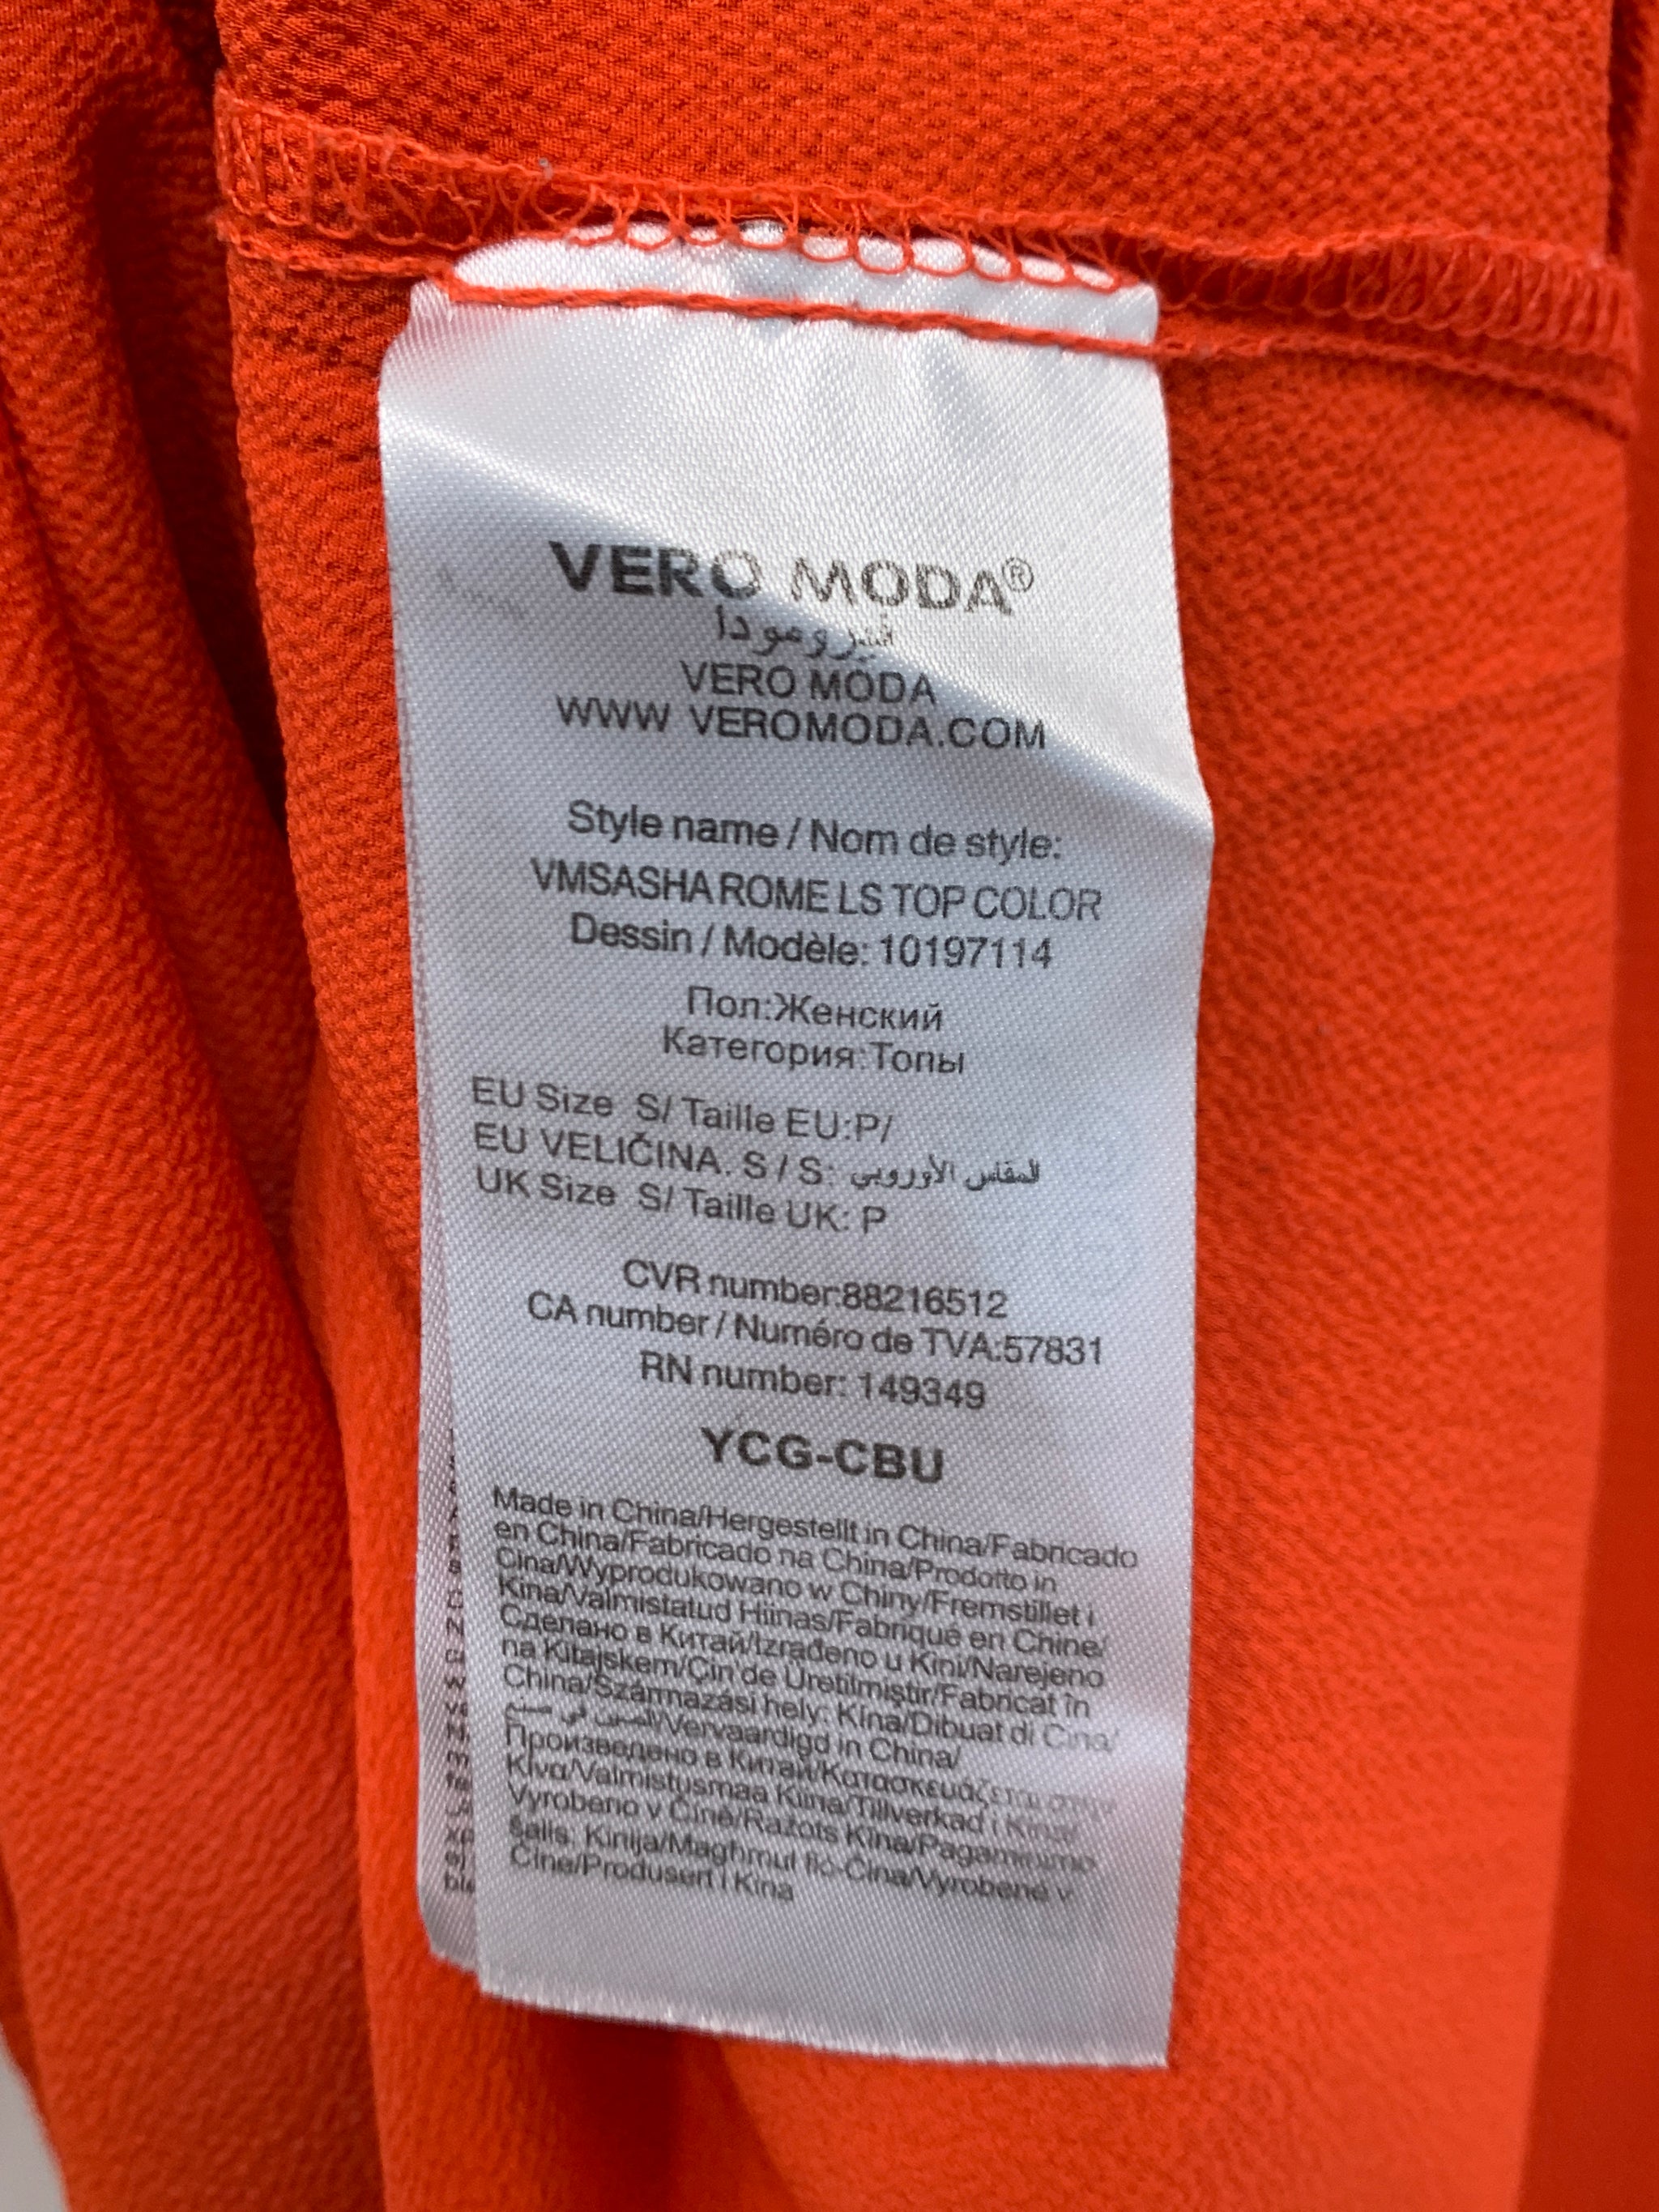 VERO MODA®
فيرومودا
VERO MODA
WWW VEROMODA.COM
Style name / Nom de style:
VMSASHA ROME LS TOP COLOR
Dessin / Modèle: 10197114
Пол:Женский
Категория:Топы
EU Size S/ Taille EU:P/
EU VELIČINA. S / S: المقاس الأوروبي
UK Size S/ Taille UK: P
CVR number:88216512
CA number / Numéro de TVA:57831
RN number: 149349
YCG-CBU
Made in China/Hergestellt in China/Fabricado
en China/Fabricado na China/Prodotto in
Cina/Wyprodukowano w Chiny/Fremstillet i
Kina/Valmistatud Hiinas/Fabriqué en Chine/
Сделано в Китай/Izrađeno u Kini/Narejeno
na Kitajskem/Çin'de Üretilmiştir/Fabricat în
China/Származási hely: Kína/Dibuat di Cina/
في /Vervaardigd in China/
Произведено в Китай/Κατασκευάζεται στην
Κίνα/Valmistusmaa Kiina/Tillverkad i Kina/
Vyrobeno v Číně/Ražots Ķīna/Pagaminimo
šalis: Kinija/Maghmul fiċ-Ċina/Vyrobené v
Číne/Produsert i Kina